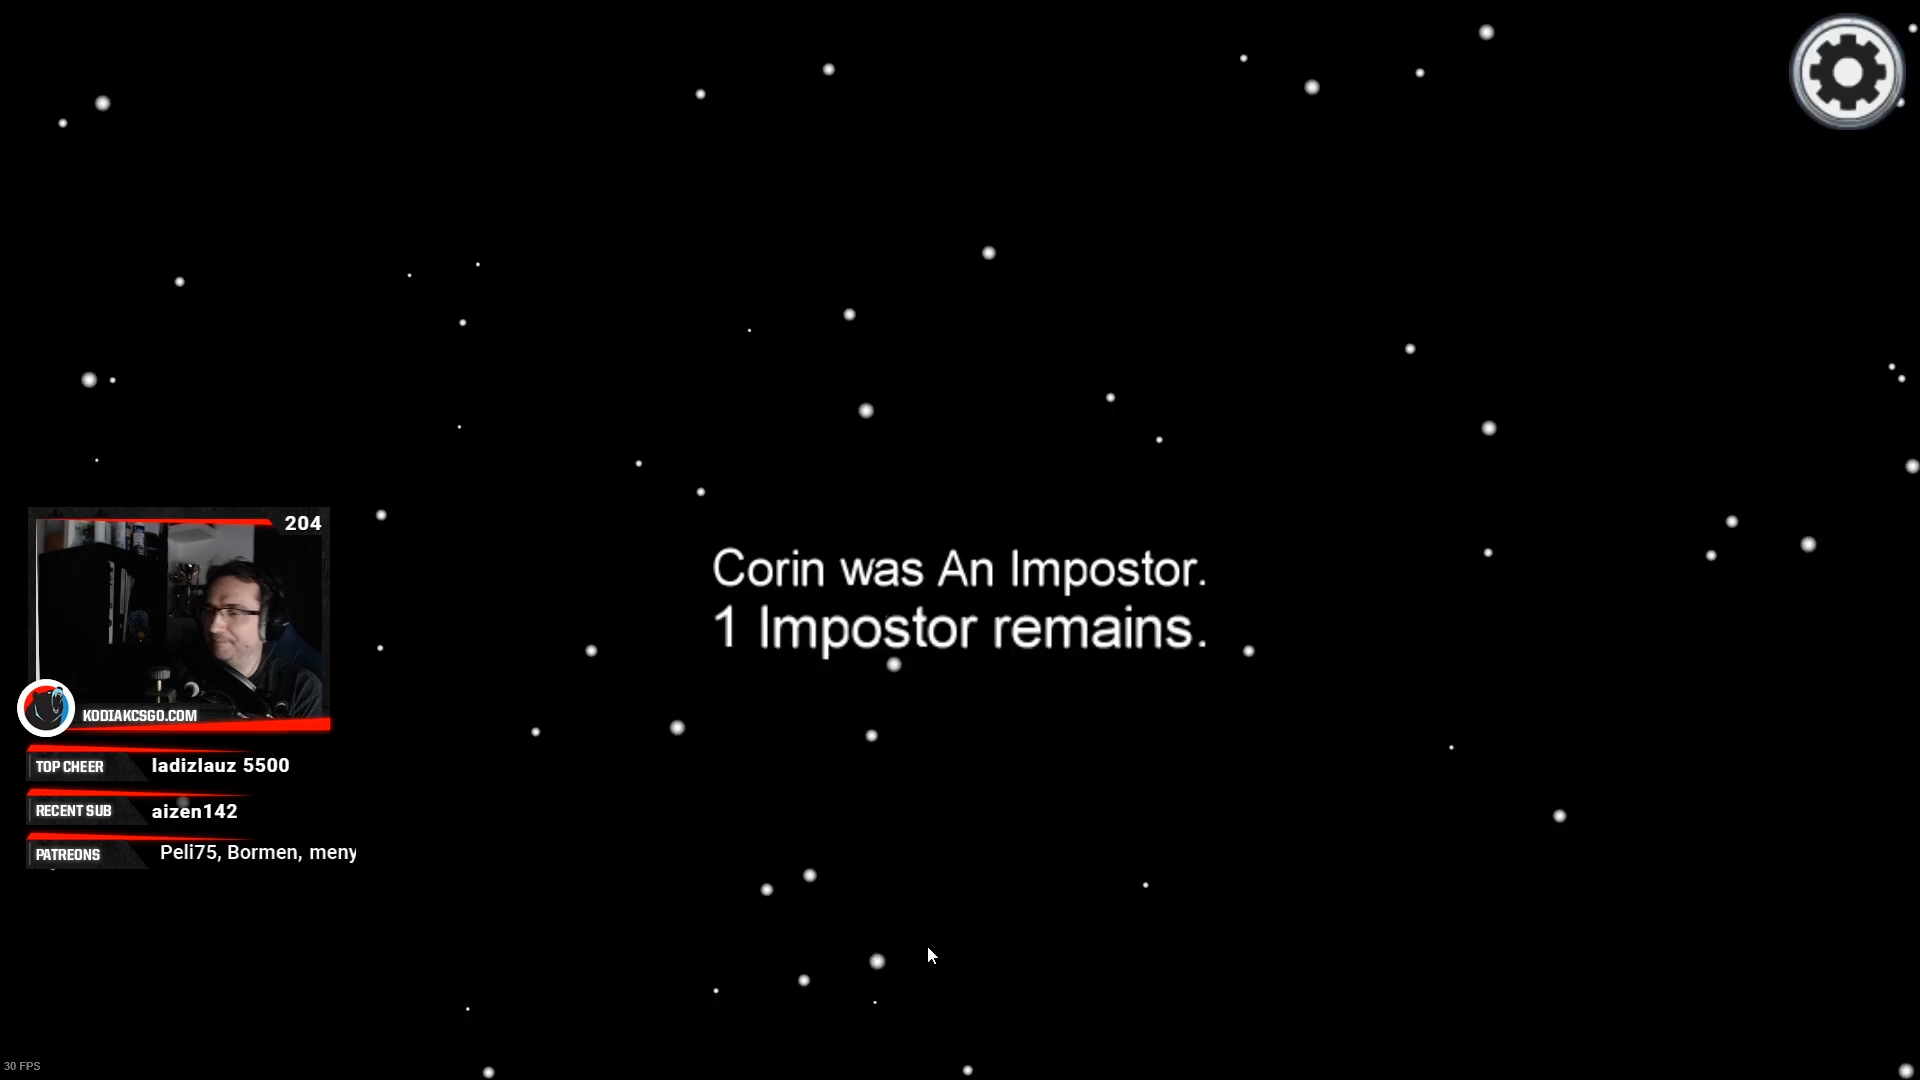 204
Corin was An Impostor.
1 Impostor remains.
KODIAKCSGO.COM
TOP CHEER ladizlauz 5500
RECENT SUB aizen142
PATREONS Peli75, Bormen, meny
30 FPS